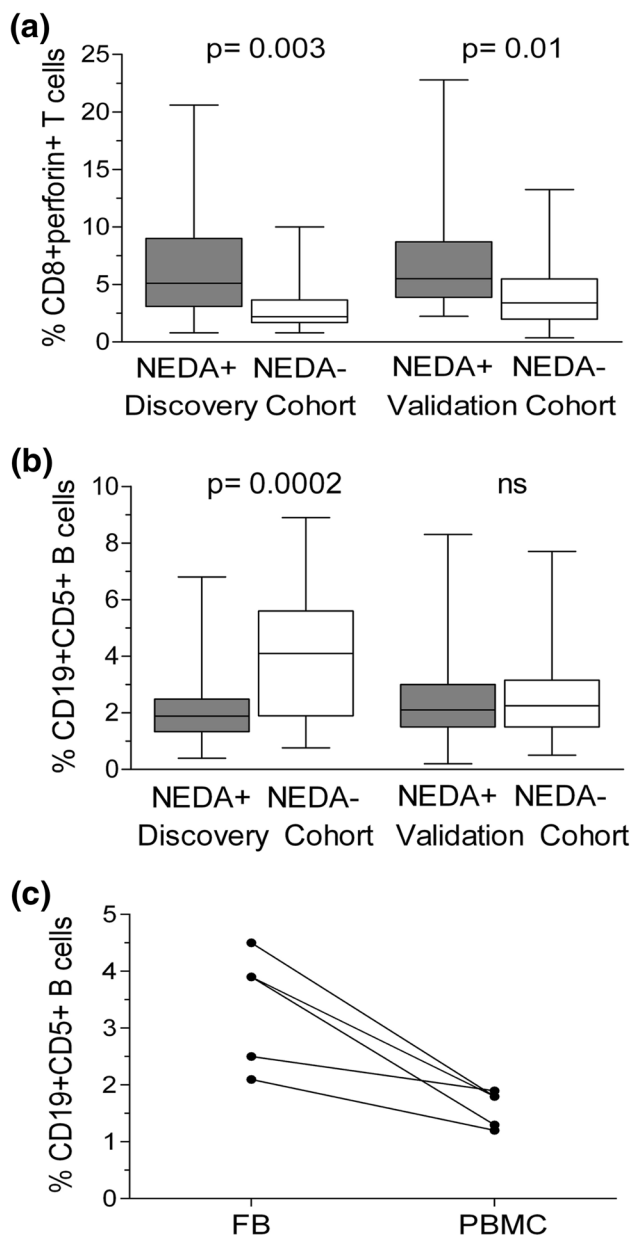 (a)
p= 0.003 p= 0.01
% CD8+perforin+ T cells
25
20
15
10
5
0
NEDA+ NEDA- NEDA+ NEDA-
Discovery Cohort Validation Cohort
(b)
p= 0.0002 ns
% CD19+CD5+ B cells
10
8
6
4
2
0
NEDA+ NEDA- NEDA+ NEDA-
Discovery Cohort Validation Cohort
(c)
% CD19+CD5+ B cells
5
4
3
2
1
0
FB PBMC